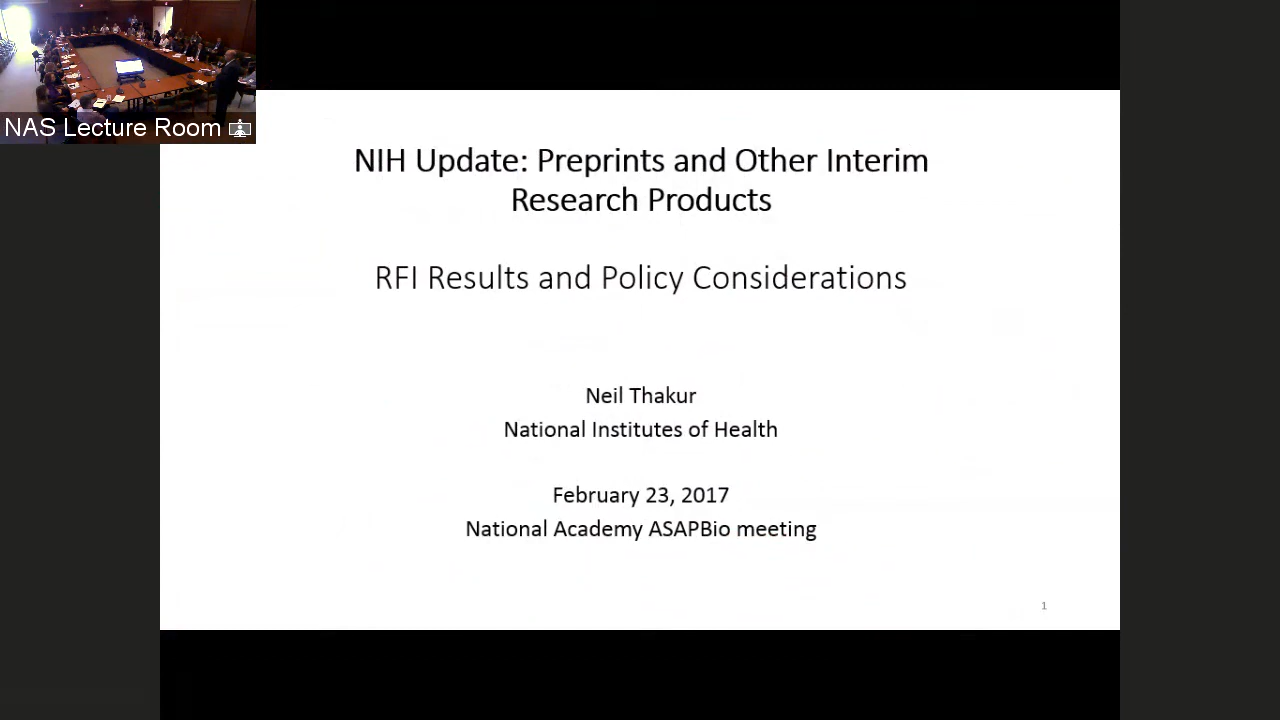 NAS Lecture Room
NIH Update: Preprints and Other Interim
Research Products
RFI Results and Policy Considerations
Neil Thakur
National Institutes of Health
February 23, 2017
National Academy ASAPBio meeting
1